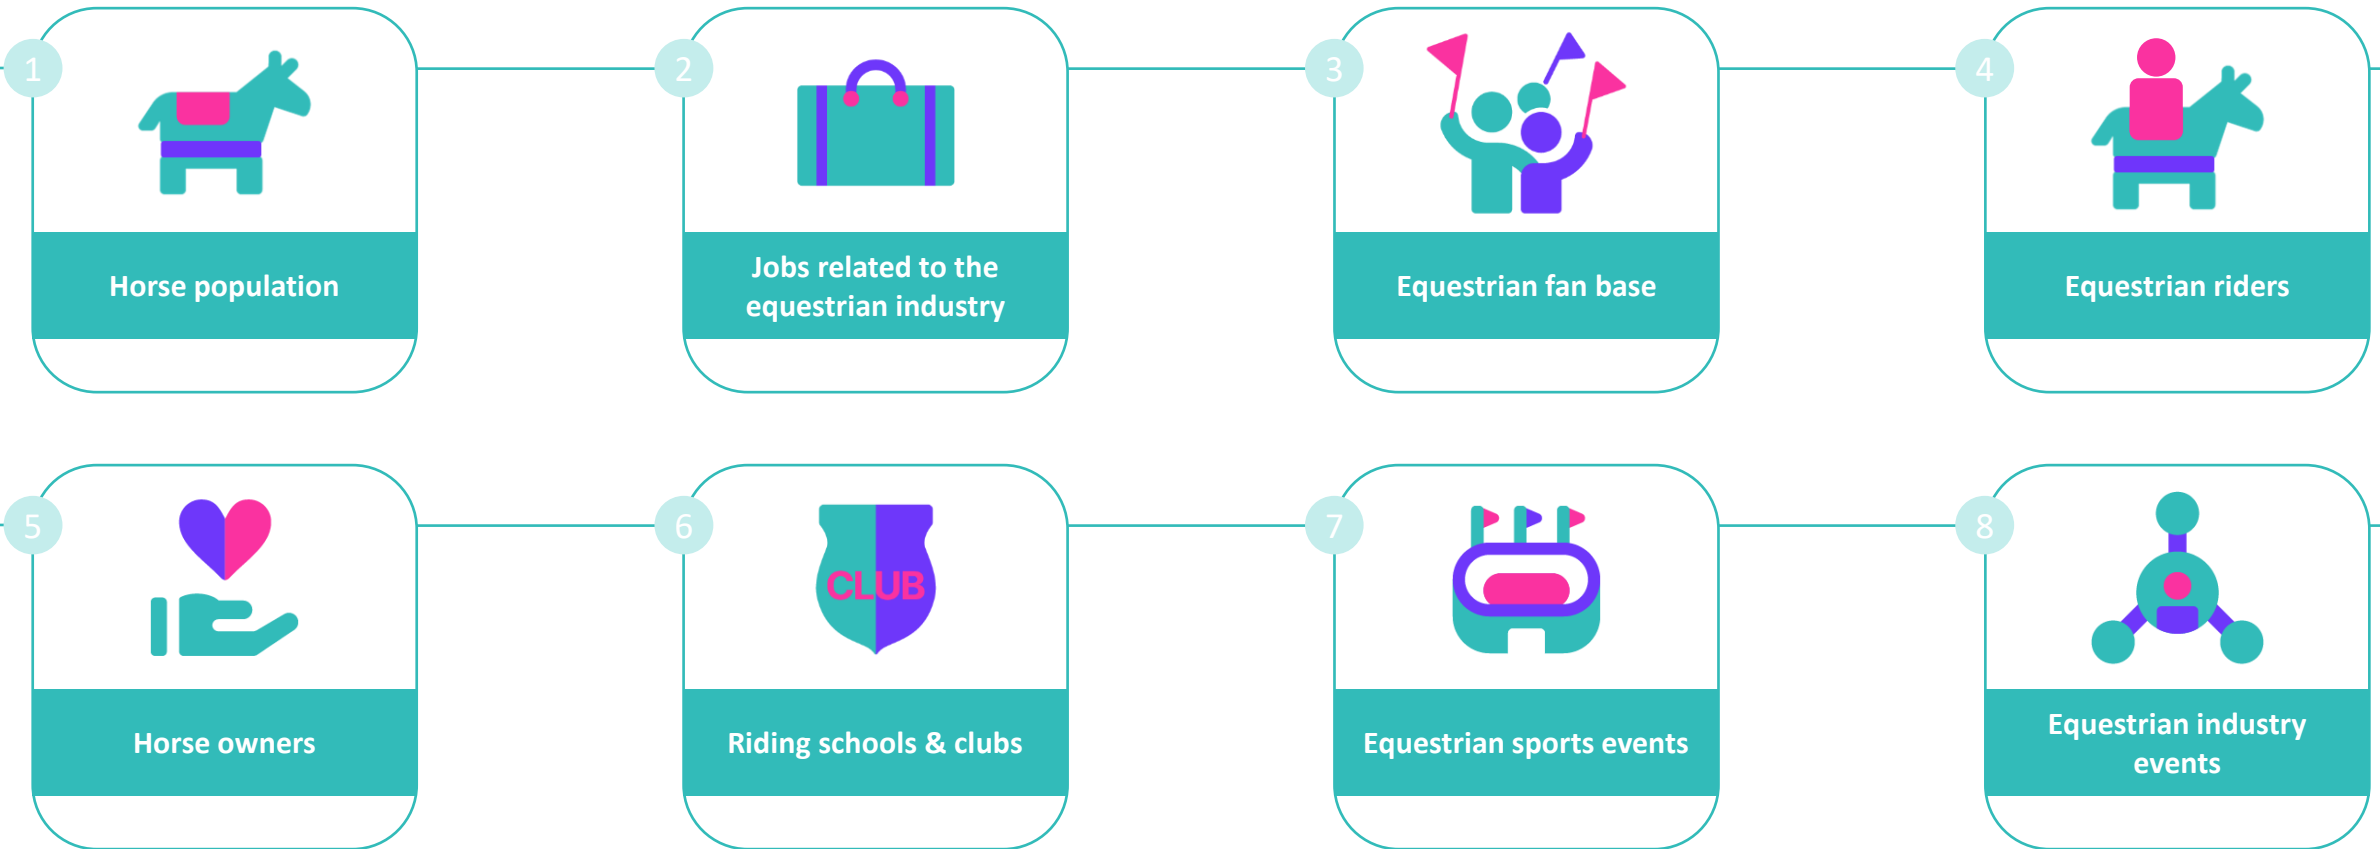 1
Horse population
2
Jobs related to the
equestrian industry
3
Equestrian fan base
4
Equestrian riders
5
Horse owners
6
CLUB
Riding schools & clubs
7
Equestrian sports events
8
Equestrian industry
events